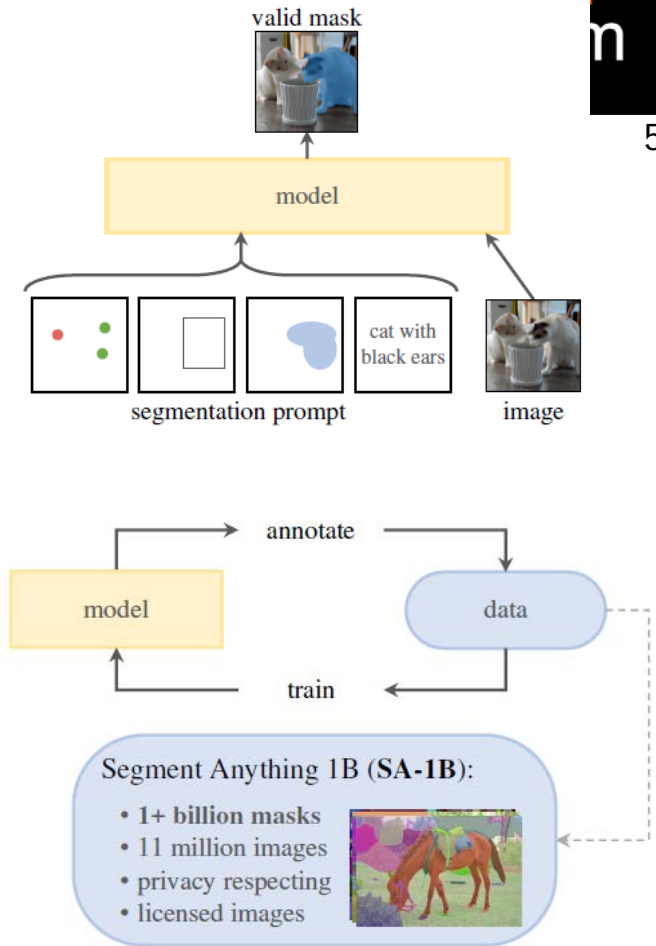 valid mask
m
5
model
cat with
black ears
segmentation prompt
image
annotate
model
data
train
Segment Anything 1B (SA-1B):
• 1+ billion masks
• 11 million images
• privacy respecting
• licensed images